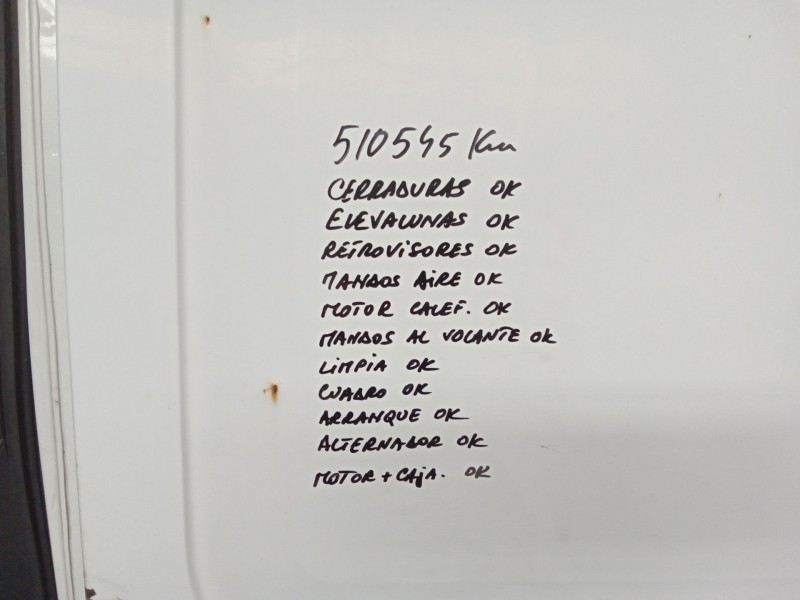 510545 Km
CERRADURAS OK
ELEVALUNAS OK
RETROVISORES OK
MANDOS AIRE OK
MOTOR CALEF. OK
MANDOS AL VOLANTE OK
LIMPIA OK
CUADRO OK
ARRANQUE OK
ALTERNADOR OK
MOTOR + CAJA. OK